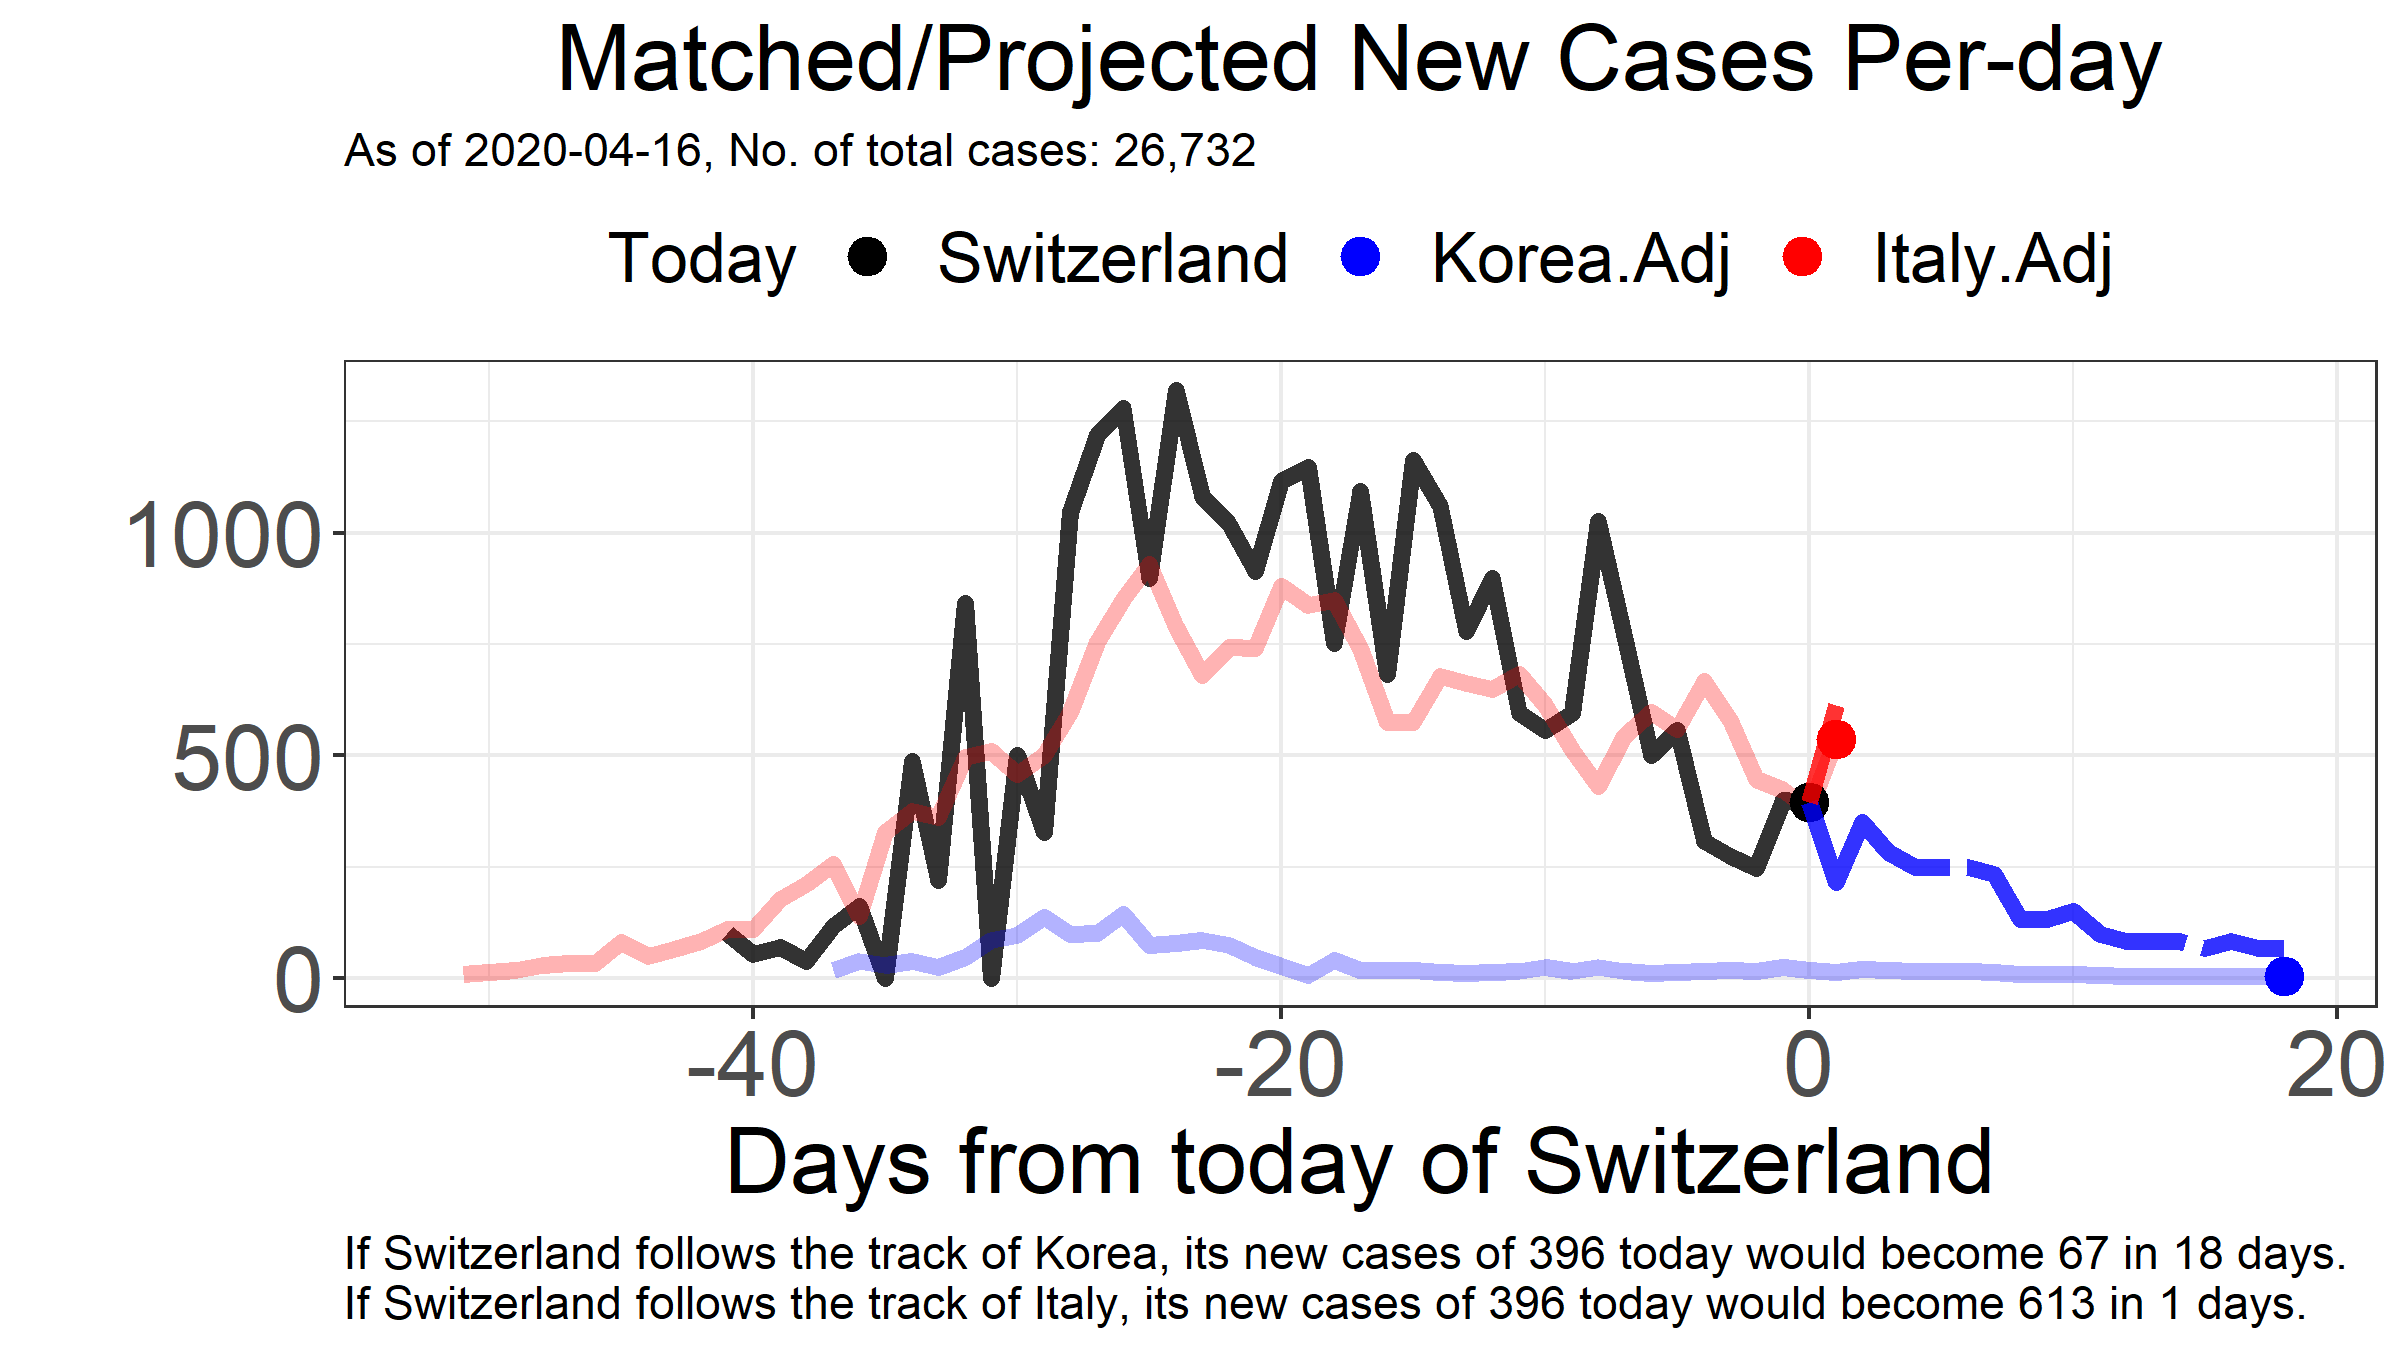 Matched/Projected New Cases Per-day
As of 2020-04-16, No. of total cases: 26,732
Today Switzerland Korea.Adj Italy.Adj
1000
500
0
-40 -20 0 20
Days from today of Switzerland
If Switzerland follows the track of Korea, its new cases of 396 today would become 67 in 18 days.
If Switzerland follows the track of Italy, its new cases of 396 today would become 613 in 1 days.